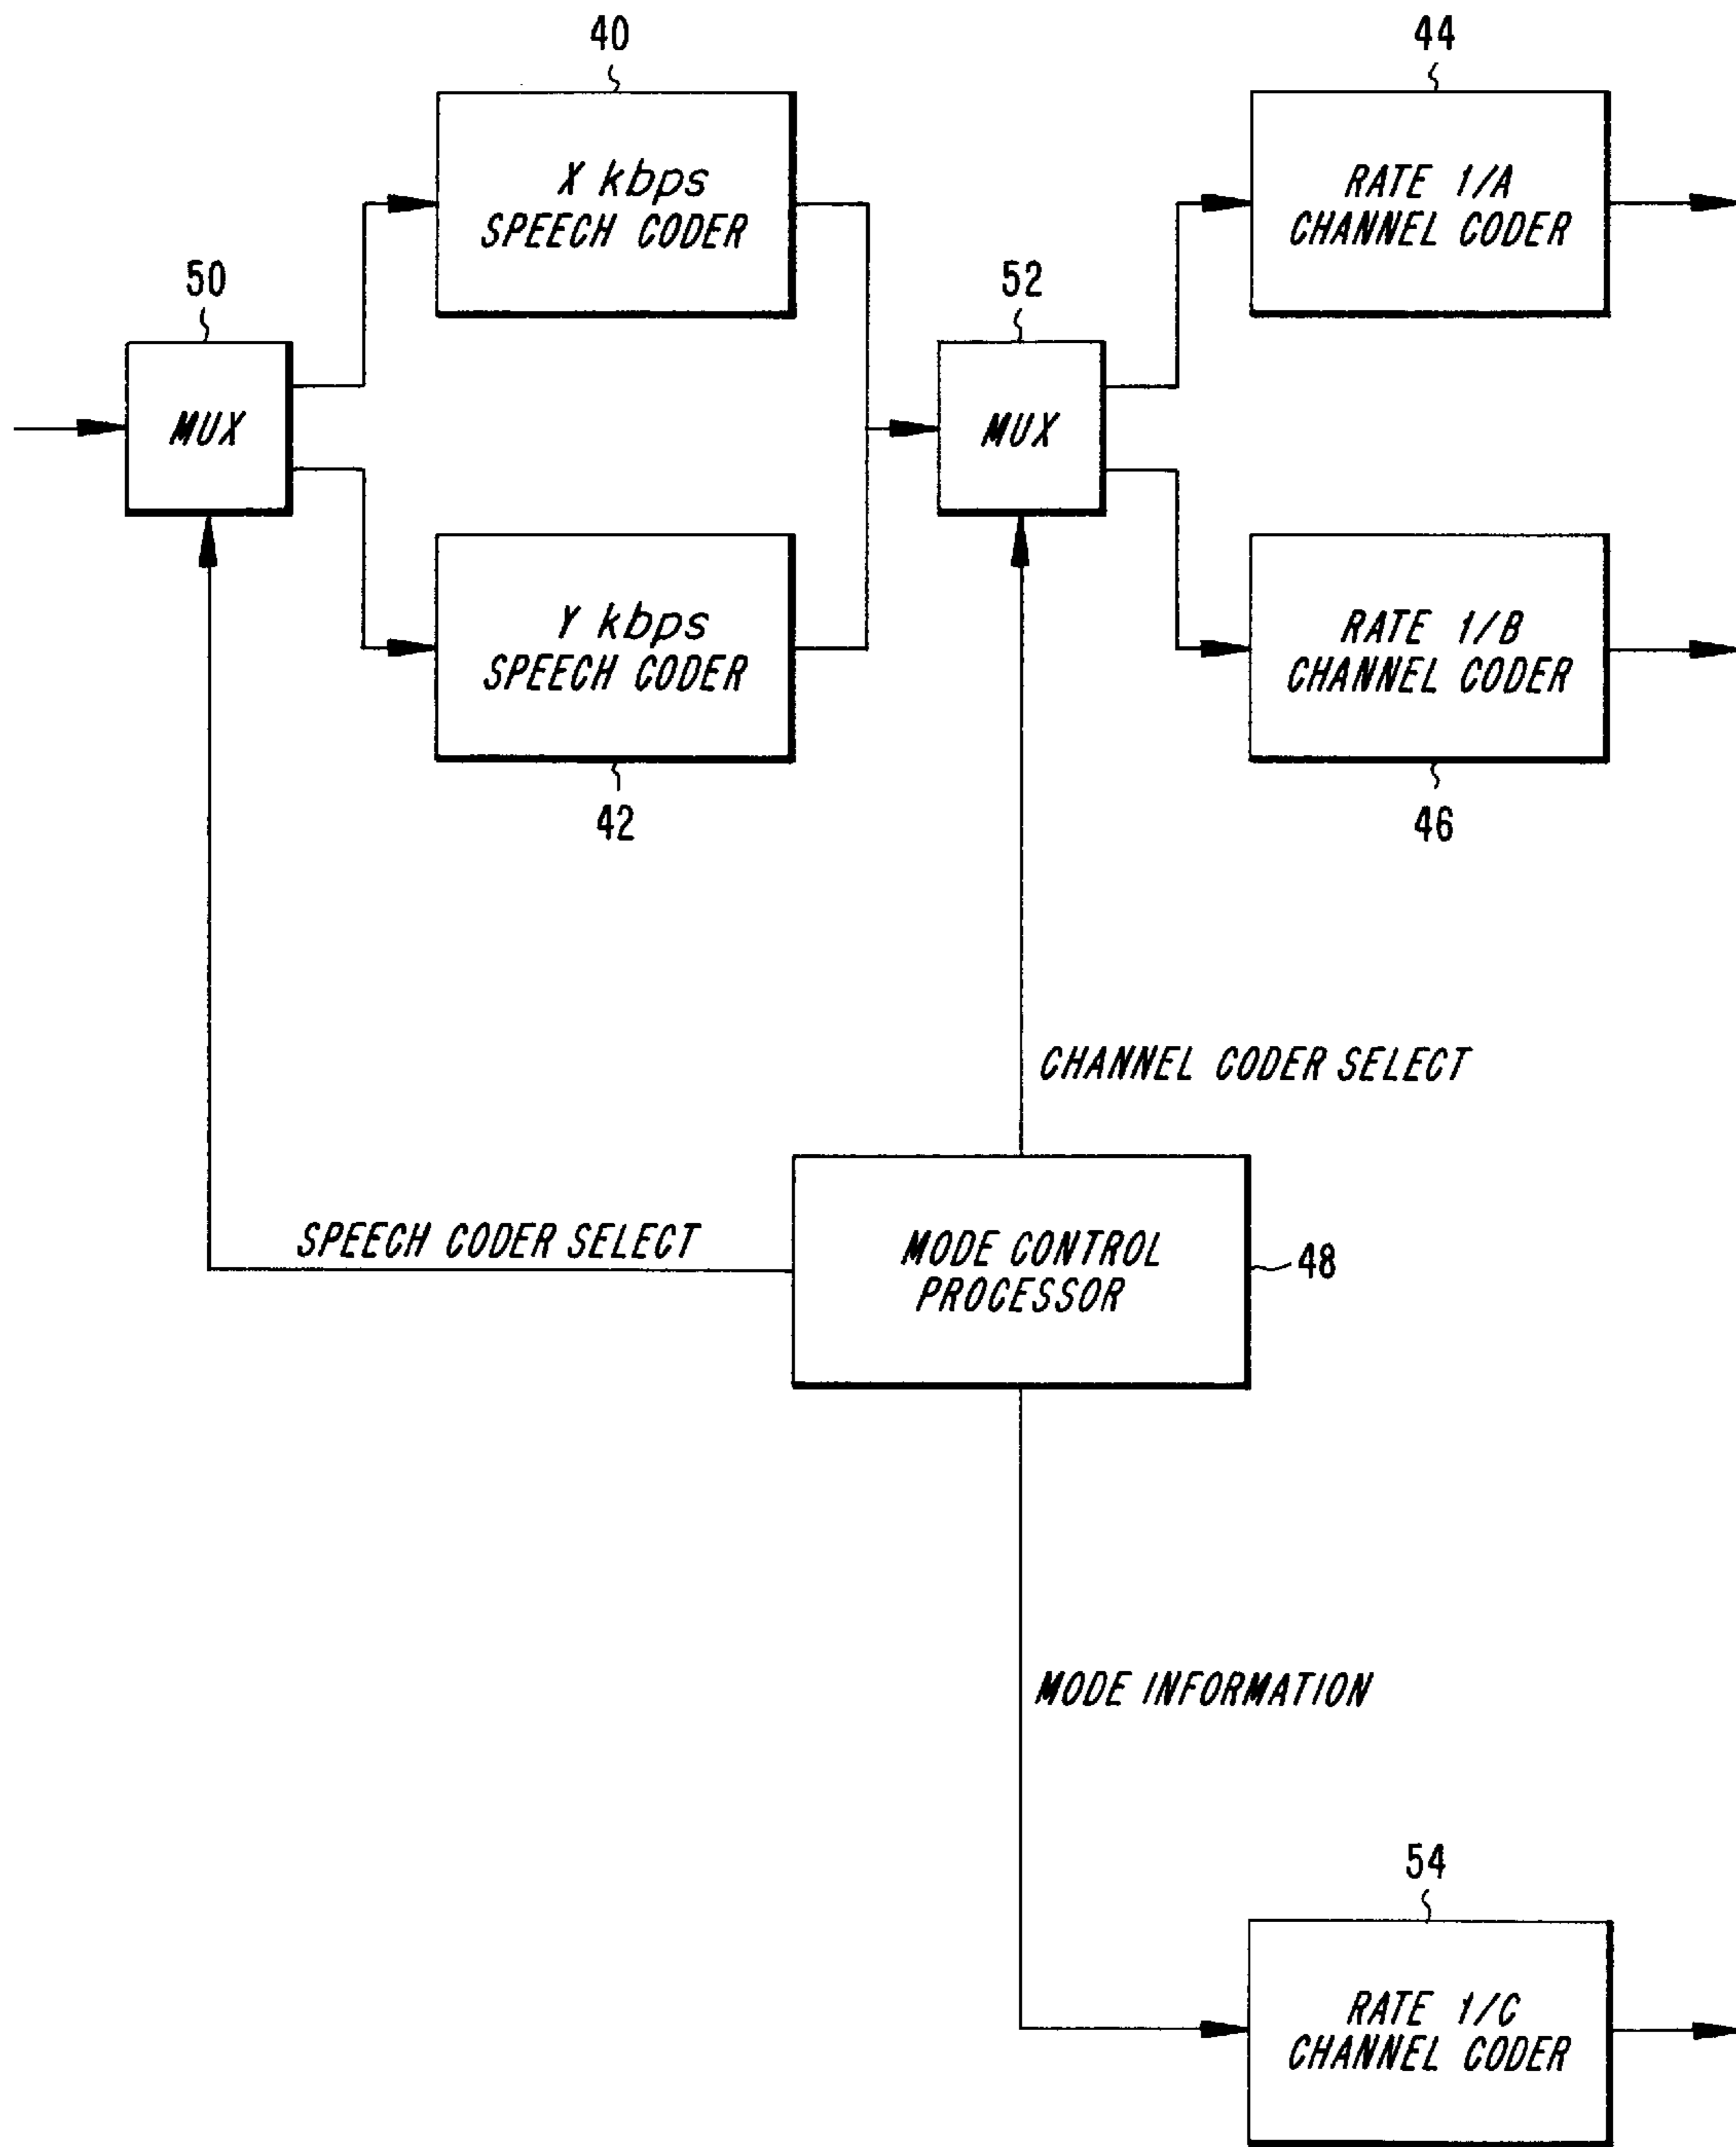 40
44
X kbps
SPEECH CODER
RATE 1/A
CHANNEL CODER
50
52
MUX
MUX
Y kbps
SPEECH CODER
RATE 1/B
CHANNEL CODER
42
46
CHANNEL CODER SELECT
SPEECH CODER SELECT
MODE CONTROL
PROCESSOR
48
MODE INFORMATION
54
RATE 1/C
CHANNEL CODER